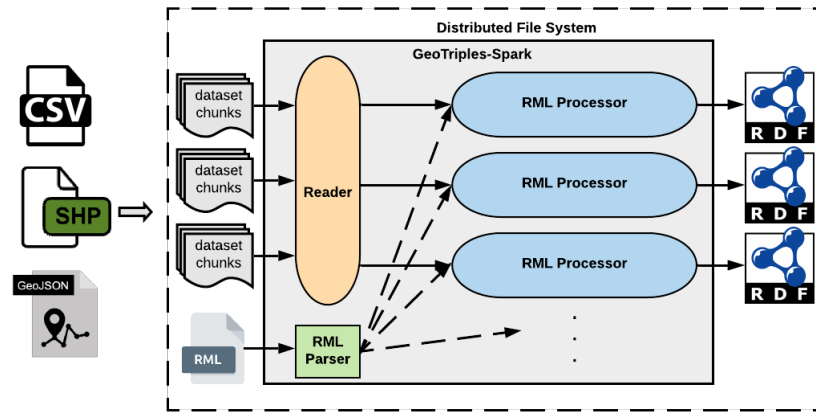 Distributed File System
GeoTriples-Spark
CSV
SHP
GeoJSON
dataset
chunks
dataset
chunks
dataset
chunks
RML
Reader
RML
Parser
RML Processor
RML Processor
RML Processor
R D F
R D F
R D F